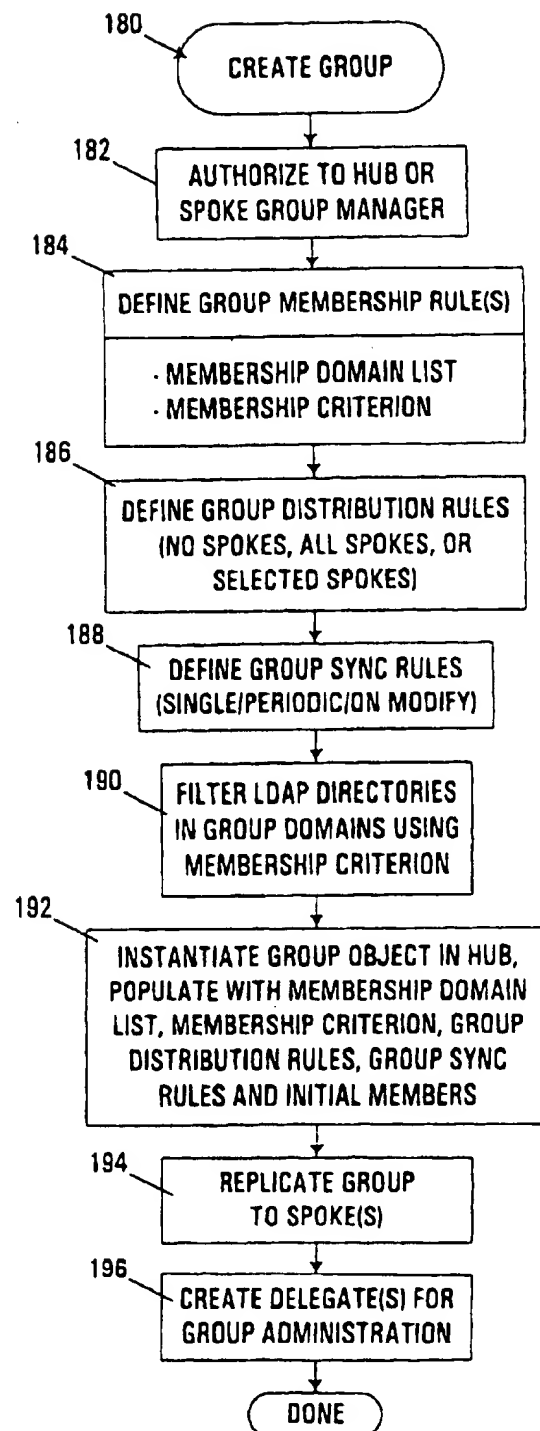 180
CREATE GROUP
182
AUTHORIZE TO HUB OR
SPOKE GROUP MANAGER
184
DEFINE GROUP MEMBERSHIP RULE(S)
· MEMBERSHIP DOMAIN LIST
· MEMBERSHIP CRITERION
186
DEFINE GROUP DISTRIBUTION RULES
(NO SPOKES, ALL SPOKES, OR
SELECTED SPOKES)
188
DEFINE GROUP SYNC RULES
(SINGLE/PERIODIC/ON MODIFY)
190
FILTER LDAP DIRECTORIES
IN GROUP DOMAINS USING
MEMBERSHIP CRITERION
192
INSTANTIATE GROUP OBJECT IN HUB,
POPULATE WITH MEMBERSHIP DOMAIN
LIST, MEMBERSHIP CRITERION, GROUP
DISTRIBUTION RULES, GROUP SYNC
RULES AND INITIAL MEMBERS
194
REPLICATE GROUP
TO SPOKE(S)
196
CREATE DELEGATE(S) FOR
GROUP ADMINISTRATION
DONE